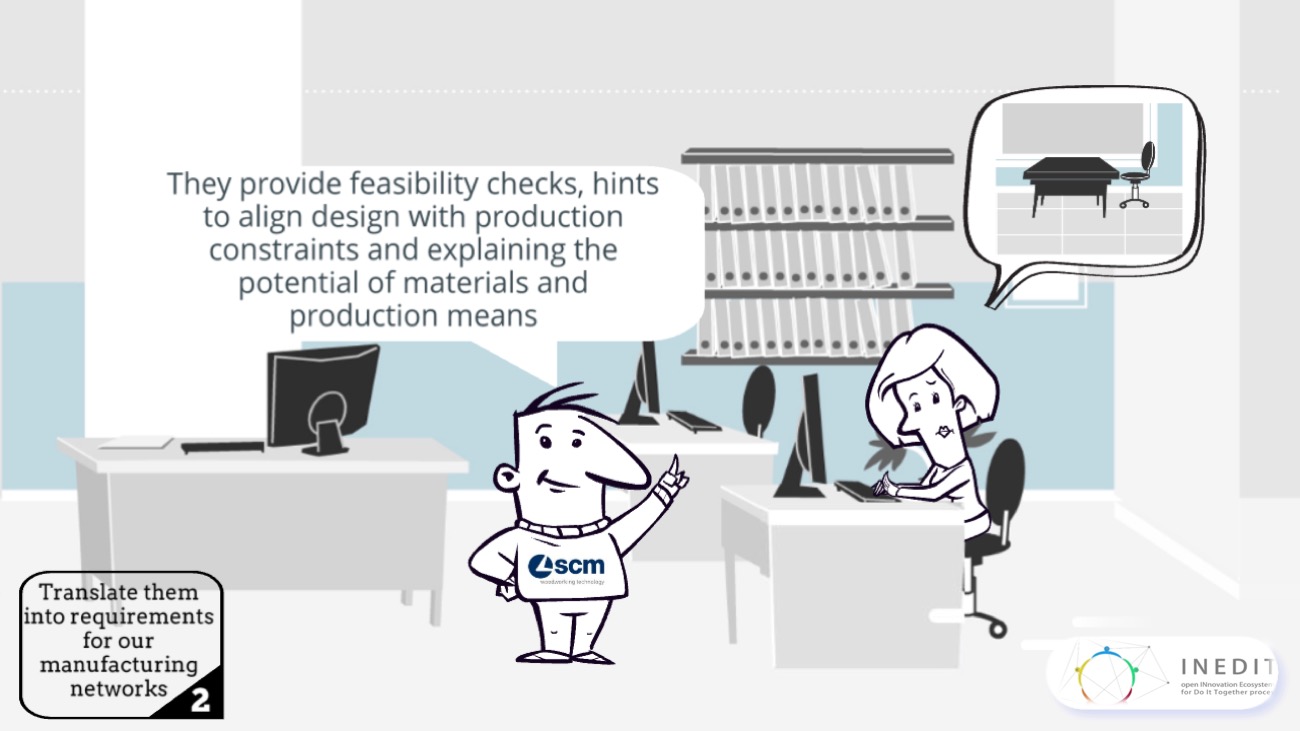 They provide feasibility checks, hints
to align design with production
constraints and explaining the
potential of materials and
production means
scm
woodworking technology
Translate them
into requirements
for our
manufacturing
networks
2
INEDIT
open INnovation Ecosystem
for Do It Together proce